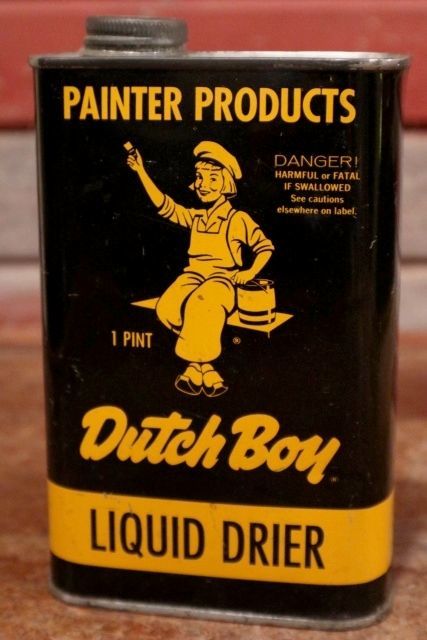 PAINTER PRODUCTS
DANGER!
HARMFUL or FATAL
IF SWALLOWED
See cautions
elsewhere on label.
1 PINT
®
Dutch Boy®
LIQUID DRIER